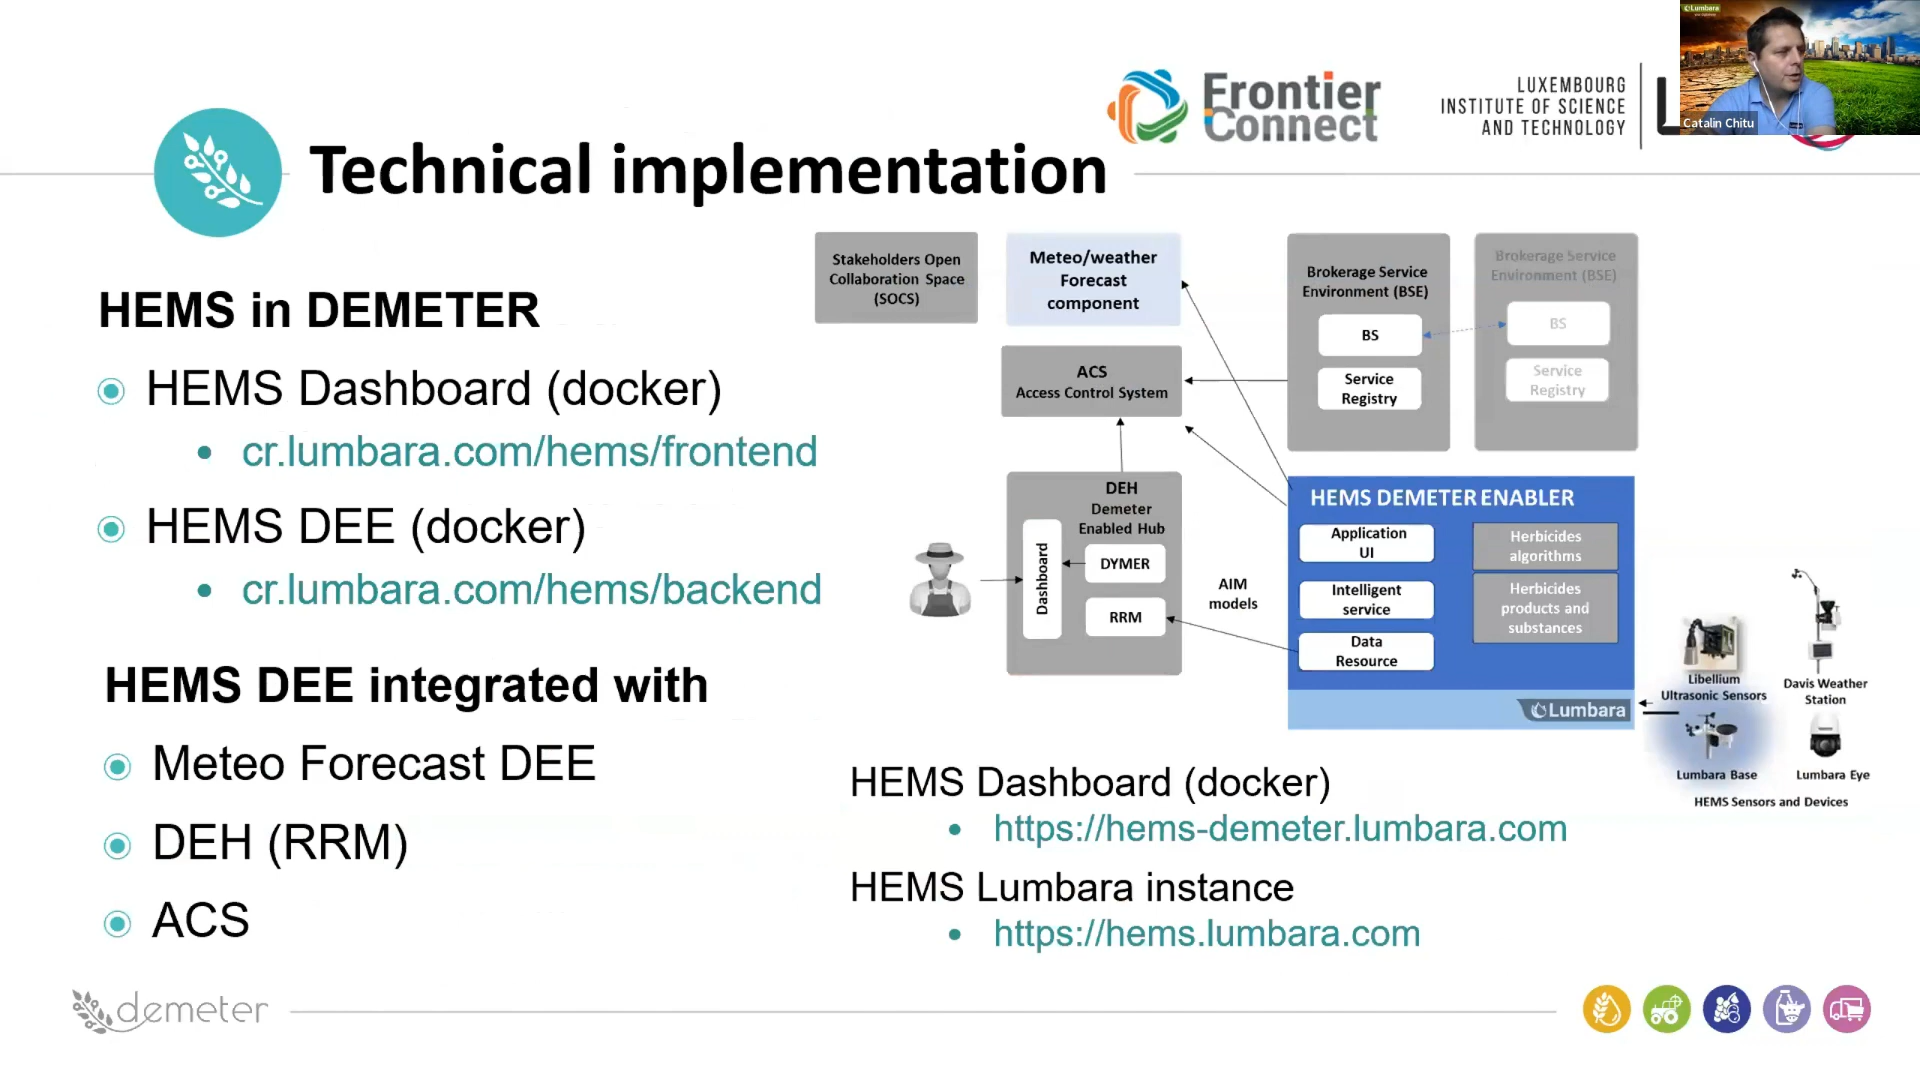 Lumbara
Catalin Chitu
Frontier
Connect
LUXEMBOURG
INSTITUTE OF SCIENCE
AND TECHNOLOGY
Technical implementation
HEMS in DEMETER
HEMS Dashboard (docker)
• cr.lumbara.com/hems/frontend
HEMS DEE (docker)
• cr.lumbara.com/hems/backend
HEMS DEE integrated with
Meteo Forecast DEE
DEH (RRM)
ACS
Stakeholders Open
Collaboration Space
(SOCS)
Meteo/weather
Forecast
component
Brokerage Service
Environment (BSE)
BS
Service
Registry
Brokerage Service
Environment (BSE)
BS
Service
Registry
ACS
Access Control System
DEH
Demeter
Enabled Hub
Dashboard
DYMER
RRM
AIM
models
HEMS DEMETER ENABLER
Application
UI
Intelligent
service
Data
Resource
Herbicides
algorithms
Herbicides
products and
substances
Lumbara
Libellium
Ultrasonic Sensors
Davis Weather
Station
Lumbara Base
Lumbara Eye
HEMS Sensors and Devices
HEMS Dashboard (docker)
• https://hems-demeter.lumbara.com
HEMS Lumbara instance
• https://hems.lumbara.com
demeter